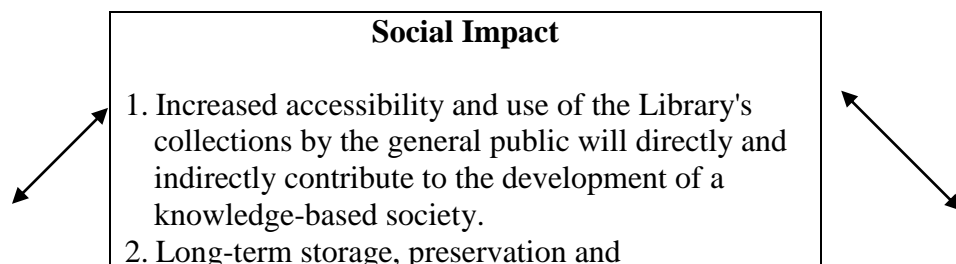 Social Impact
1. Increased accessibility and use of the Library's
collections by the general public will directly and
indirectly contribute to the development of a
knowledge-based society.
2. Long-term storage, preservation and